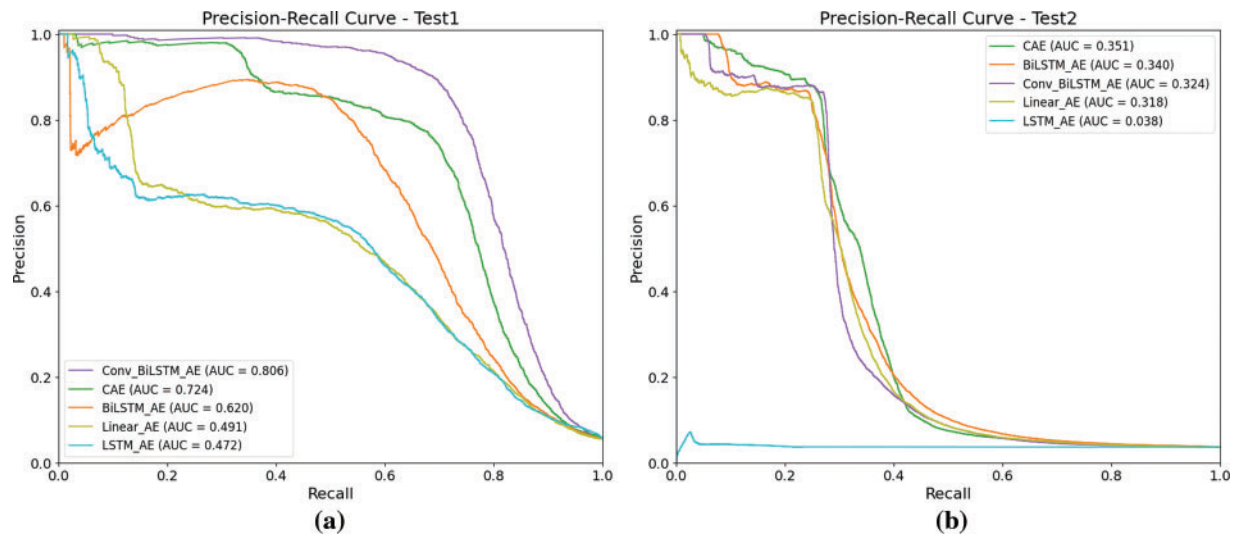 Precision-Recall Curve - Test1
1.0
0.8
0.6
0.4
0.2
0.0
Precision
Conv_BiLSTM_AE (AUC = 0.806)
CAE (AUC = 0.724)
BiLSTM_AE (AUC = 0.620)
Linear_AE (AUC = 0.491)
LSTM_AE (AUC = 0.472)
0.0 0.2 0.4 0.6 0.8 1.0
Recall
(a)
Precision-Recall Curve - Test2
1.0
0.8
0.6
0.4
0.2
0.0
Precision
CAE (AUC = 0.351)
BiLSTM_AE (AUC = 0.340)
Conv_BiLSTM_AE (AUC = 0.324)
Linear_AE (AUC = 0.318)
LSTM_AE (AUC = 0.038)
0.0 0.2 0.4 0.6 0.8 1.0
Recall
(b)